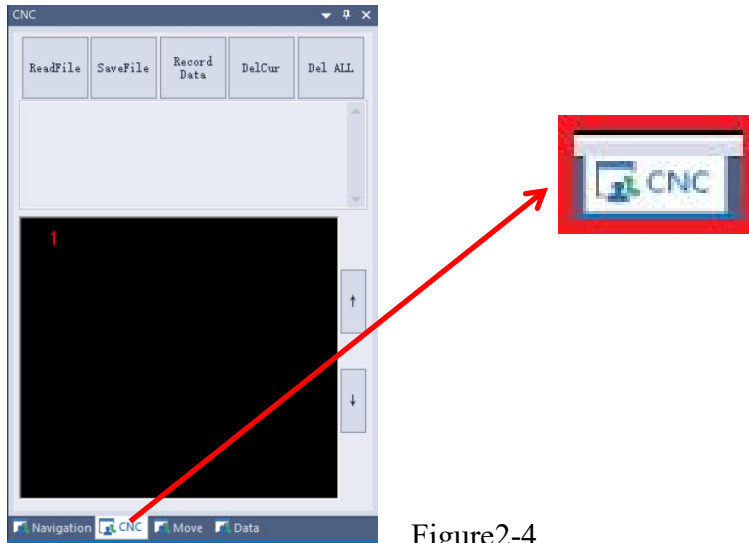 CNC
ReadFile SaveFile Record Data DelCur Del ALL
1
↑
↓
Navigation CNC Move Data
CNC
Figure2-4